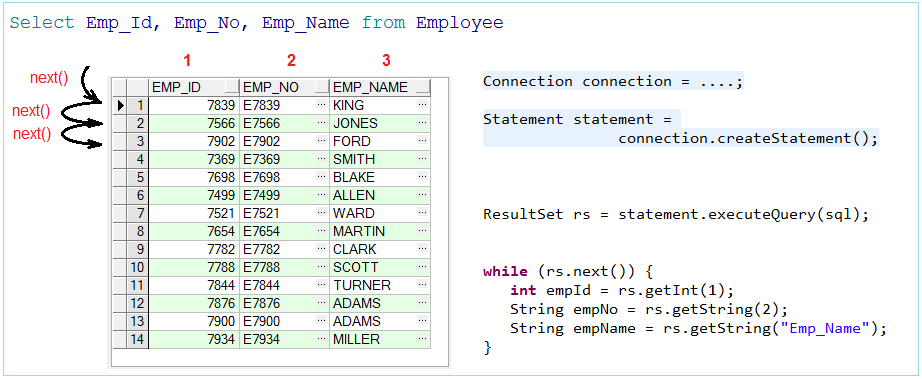 Select Emp_Id, Emp_No, Emp_Name from Employee
1 2 3
next()
next()
next()
EMP_ID EMP_NO EMP_NAME
1 7839 E7839 ... KING ...
2 7566 E7566 ... JONES ...
3 7902 E7902 ... FORD ...
4 7369 E7369 ... SMITH ...
5 7698 E7698 ... BLAKE ...
6 7499 E7499 ... ALLEN ...
7 7521 E7521 ... WARD ...
8 7654 E7654 ... MARTIN ...
9 7782 E7782 ... CLARK ...
10 7788 E7788 ... SCOTT ...
11 7844 E7844 ... TURNER ...
12 7876 E7876 ... ADAMS ...
13 7900 E7900 ... ADAMS ...
14 7934 E7934 ... MILLER ...
Connection connection = ....;
Statement statement =
connection.createStatement();
ResultSet rs = statement.executeQuery(sql);
while (rs.next()) {
int empId = rs.getInt(1);
String empNo = rs.getString(2);
String empName = rs.getString("Emp_Name");
}